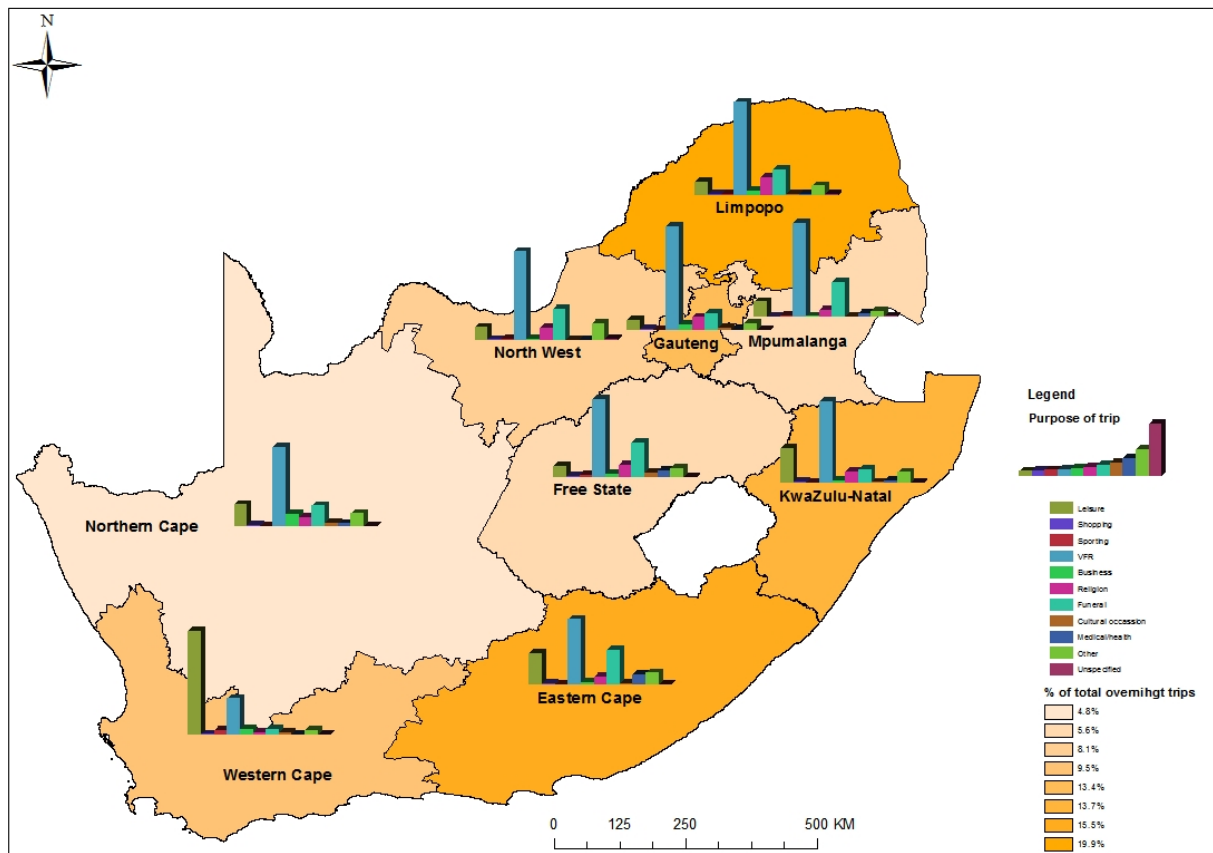 N
Limpopo
North West
Gauteng
Mpumalanga
Free State
KwaZulu-Natal
Northern Cape
Eastern Cape
Western Cape
0 125 250 500 KM
Legend
Purpose of trip
Leisure
Shopping
Sporting
VFR
Business
Religion
Funeral
Cultural occassion
Medical/health
Other
Unspecified
% of total overnihgt trips
4.8%
5.6%
8.1%
9.5%
13.4%
13.7%
15.5%
19.9%